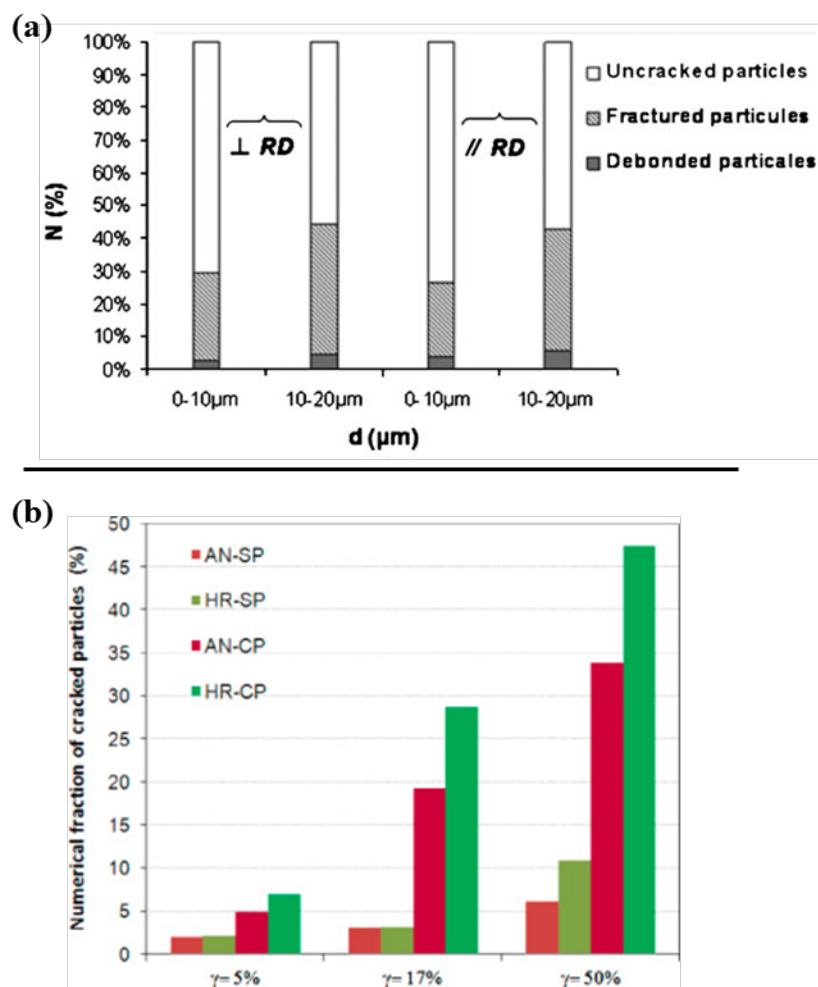 (a)
100%
90%
80%
70%
60%
50%
40%
30%
20%
10%
0%
N (%)
⊥ RD
// RD
Uncracked particles
Fractured particules
Debonded particales
0-10µm
10-20µm
0-10µm
10-20µm
d (µm)
(b)
Numerical fraction of cracked particles (%)
50
45
40
35
30
25
20
15
10
5
0
AN-SP
HR-SP
AN-CP
HR-CP
γ= 5%
γ= 17%
γ= 50%